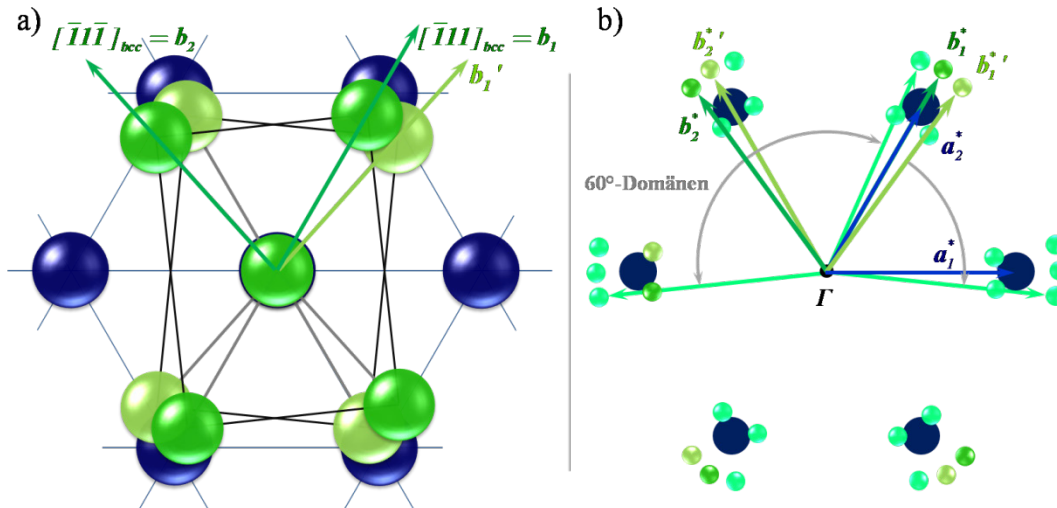 a)
[1̅11̅]bcc = b₂
[1̅11]bcc = b₁
b₁'
b)
b₂*'
b₁*
b₁*'
b₂*
a₂*
60°-Domänen
a₁*
Γ